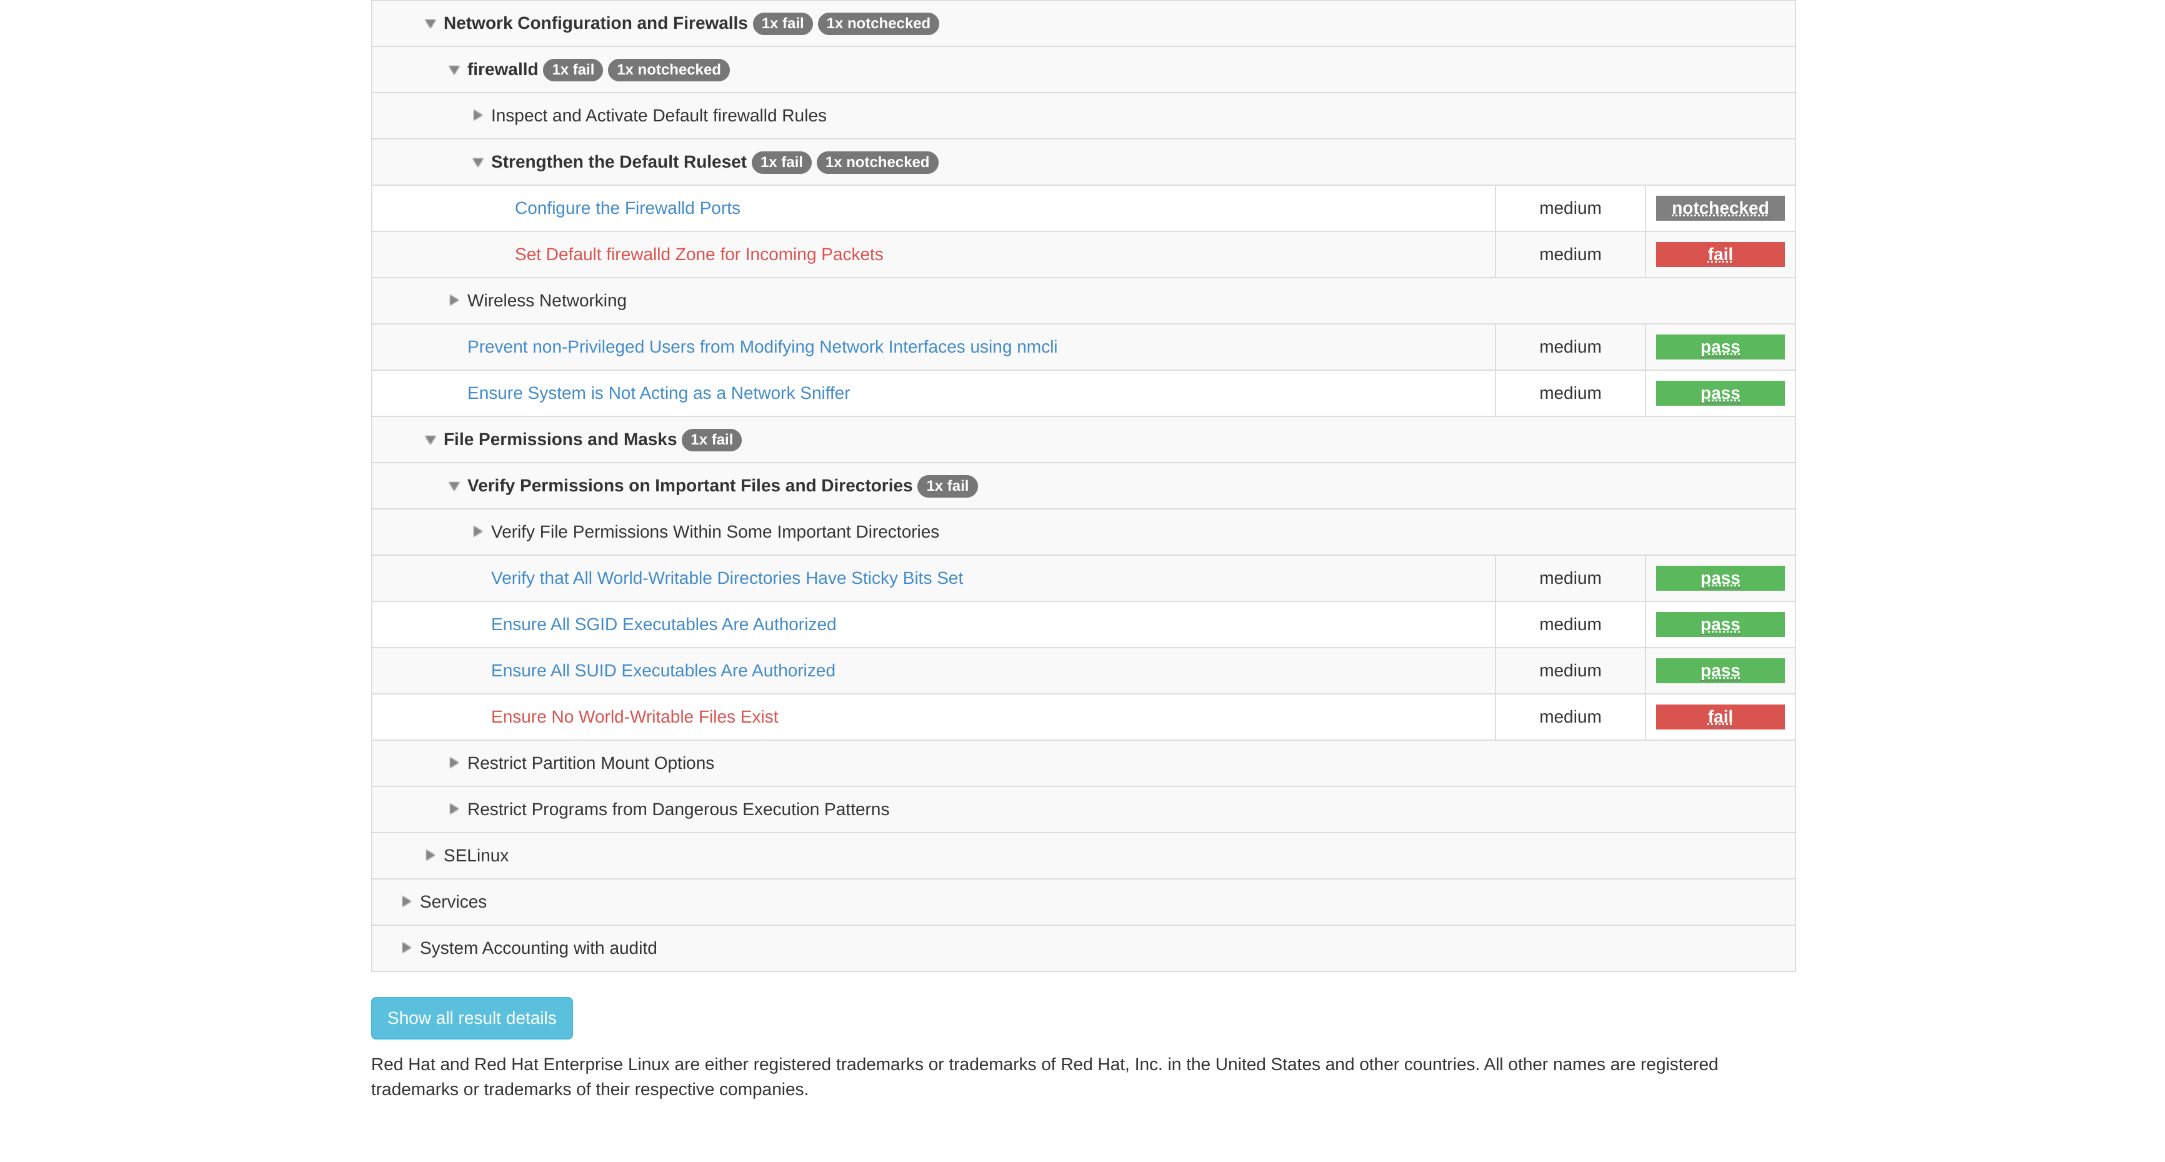 Network Configuration and Firewalls 1x fail 1x notchecked
firewalld 1x fail 1x notchecked
Inspect and Activate Default firewalld Rules
Strengthen the Default Ruleset 1x fail 1x notchecked
Configure the Firewalld Ports medium notchecked
Set Default firewalld Zone for Incoming Packets medium fail
Wireless Networking
Prevent non-Privileged Users from Modifying Network Interfaces using nmcli medium pass
Ensure System is Not Acting as a Network Sniffer medium pass
File Permissions and Masks 1x fail
Verify Permissions on Important Files and Directories 1x fail
Verify File Permissions Within Some Important Directories
Verify that All World-Writable Directories Have Sticky Bits Set medium pass
Ensure All SGID Executables Are Authorized medium pass
Ensure All SUID Executables Are Authorized medium pass
Ensure No World-Writable Files Exist medium fail
Restrict Partition Mount Options
Restrict Programs from Dangerous Execution Patterns
SELinux
Services
System Accounting with auditd
Show all result details
Red Hat and Red Hat Enterprise Linux are either registered trademarks or trademarks of Red Hat, Inc. in the United States and other countries. All other names are registered
trademarks or trademarks of their respective companies.